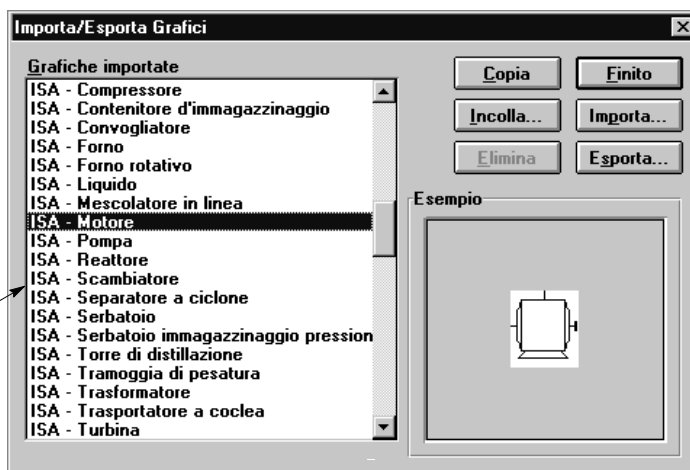 Importa/Esporta Grafici
Grafiche importate
ISA - Compressore
ISA - Contenitore d'immagazzinaggio
ISA - Convogliatore
ISA - Forno
ISA - Forno rotativo
ISA - Liquido
ISA - Mescolatore in linea
ISA - Motore
ISA - Pompa
ISA - Reattore
ISA - Scambiatore
ISA - Separatore a ciclone
ISA - Serbatoio
ISA - Serbatoio immagazzinaggio pression
ISA - Torre di distillazione
ISA - Tramoggia di pesatura
ISA - Trasformatore
ISA - Trasportatore a coclea
ISA - Turbina
Copia
Finito
Incolla...
Importa...
Elimina
Esporta...
Esempio